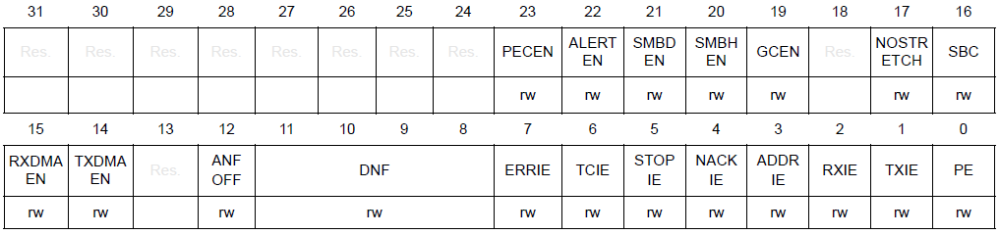 31 30 29 28 27 26 25 24 23 22 21 20 19 18 17 16
Res. Res. Res. Res. Res. Res. Res. Res. PECEN ALERT EN SMBD EN SMBH EN GCEN Res. NOSTR ETCH SBC
rw rw rw rw rw rw rw
15 14 13 12 11 10 9 8 7 6 5 4 3 2 1 0
RXDMA EN TXDMA EN Res. ANF OFF DNF ERRIE TCIE STOP IE NACK IE ADDR IE RXIE TXIE PE
rw rw rw rw rw rw rw rw rw rw rw rw